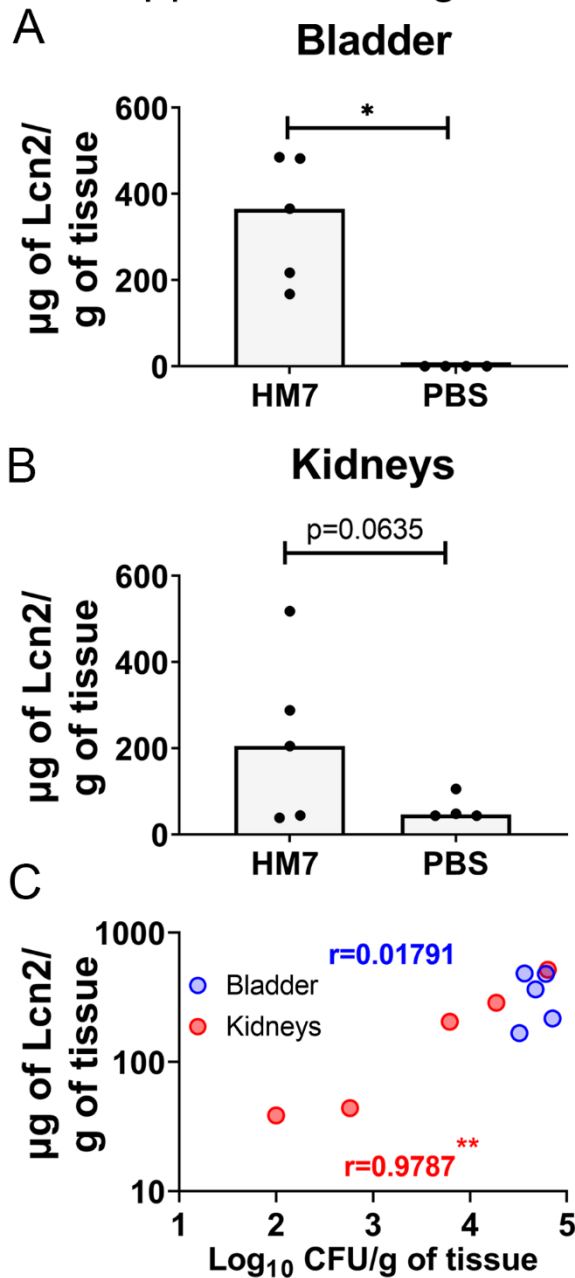 A
Bladder
µg of Lcn2/
g of tissue
600
400
200
0
*
HM7
PBS
B
Kidneys
µg of Lcn2/
g of tissue
p=0.0635
600
400
200
0
HM7
PBS
C
µg of Lcn2/
g of tissue
1000
100
10
r=0.01791
Bladder
Kidneys
**
r=0.9787
1 2 3 4 5
Log10 CFU/g of tissue